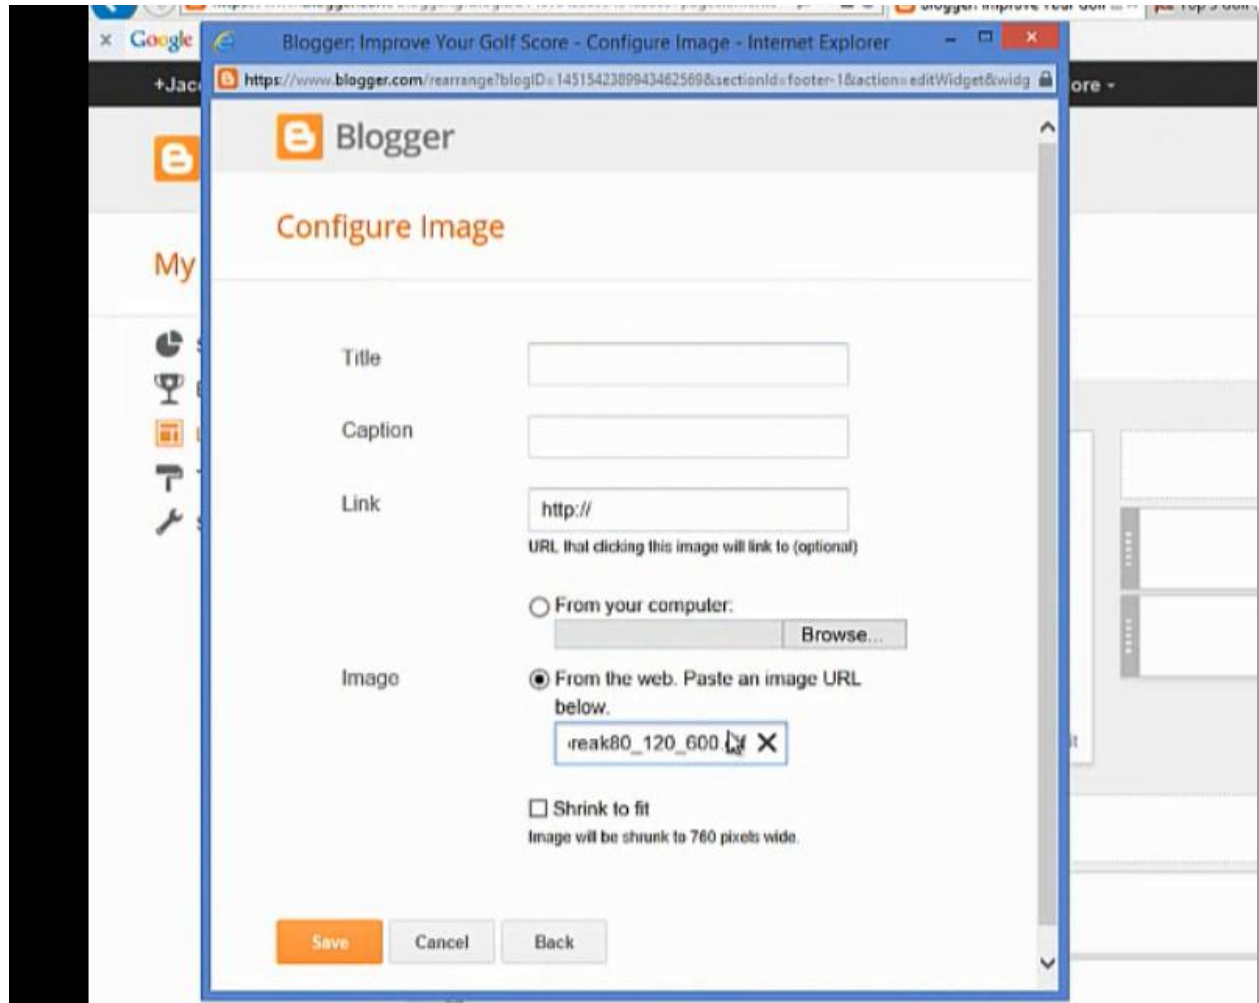 Google
Blogger: Improve Your Golf Score - Configure Image - Internet Explorer
https://www.blogger.com/rearrange?blogID=1451542389943462569&sectionId=footer-1&action=editWidget&widg
+Jac
ore
Blogger
Configure Image
My
Title
Caption
Link
http://
URL that clicking this image will link to (optional)
From your computer:
Browse...
Image
From the web. Paste an image URL
below.
reak80_120_600
Shrink to fit
Image will be shrunk to 760 pixels wide.
Save
Cancel
Back